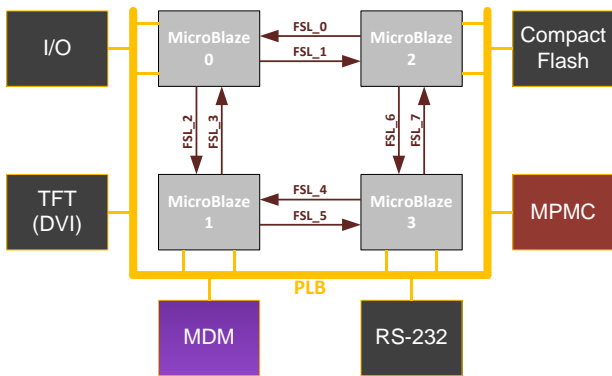 I/O
MicroBlaze
0
FSL_0
FSL_1
MicroBlaze
2
Compact
Flash
FSL_2
FSL_3
FSL_6
FSL_7
TFT
(DVI)
MicroBlaze
1
FSL_4
FSL_5
MicroBlaze
3
MPMC
PLB
MDM
RS-232